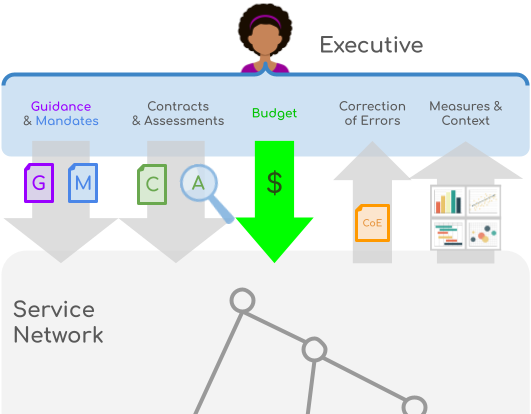 Executive
Guidance
& Mandates
Contracts
& Assessments
Budget
Correction
of Errors
Measures &
Context
G
M
C
A
$
CoE
Service
Network